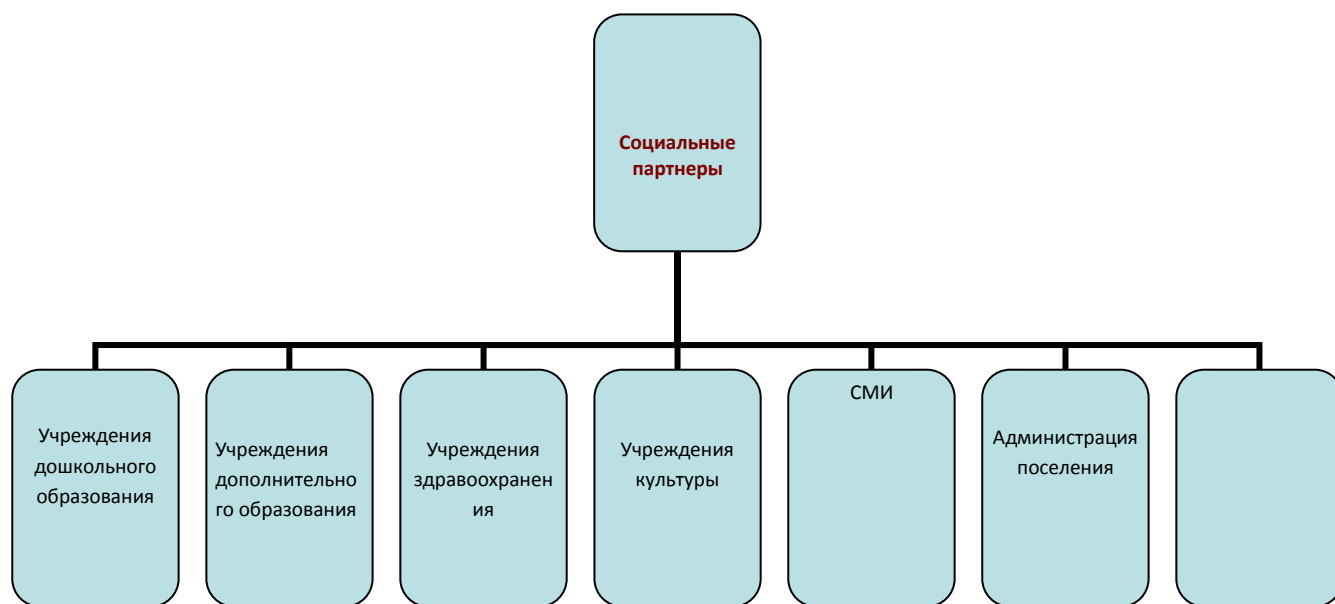 Социальные
партнеры
Учреждения
дошкольного
образования
Учреждения
дополнительно
го образования
Учреждения
здравоохранен
ия
Учреждения
культуры
СМИ
Администрация
поселения